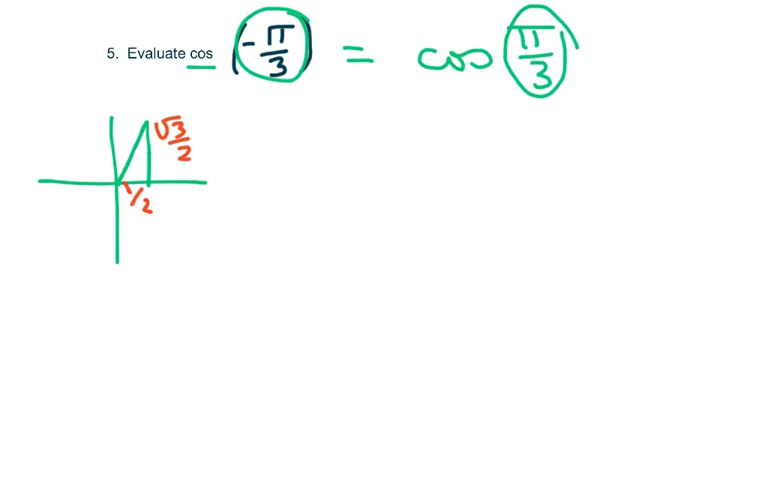 5. Evaluate cos (-π/3) = cos (π/3)
√3/2
1/2